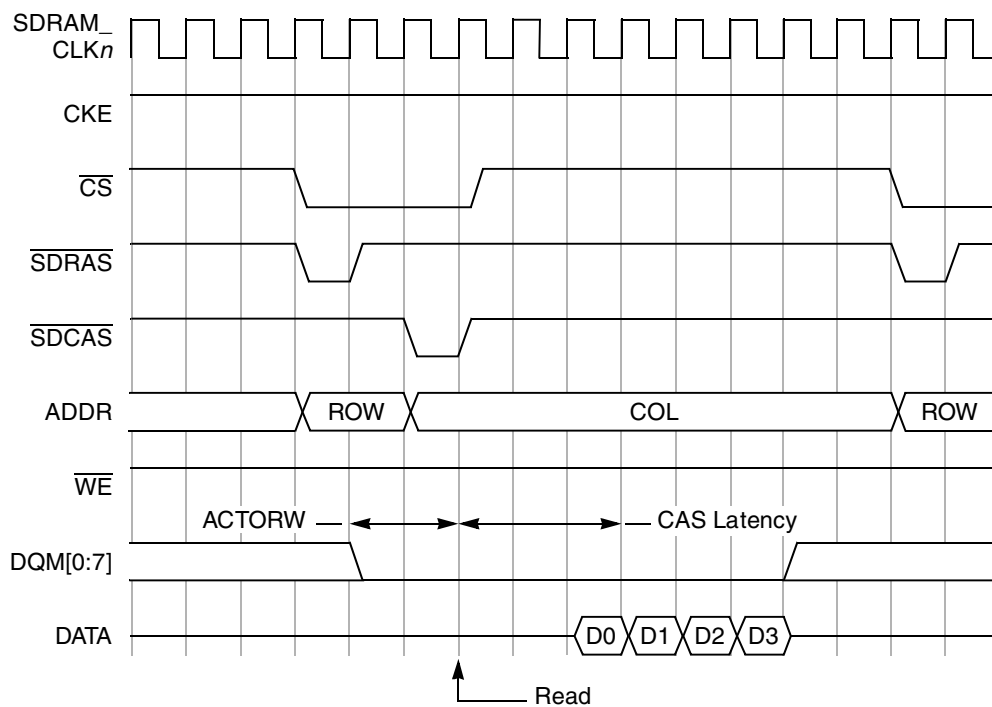 SDRAM_
CLKn
CKE
CS
SDRAS
SDCAS
ADDR ROW COL ROW
WE
ACTORW CAS Latency
DQM[0:7]
DATA D0 D1 D2 D3
Read